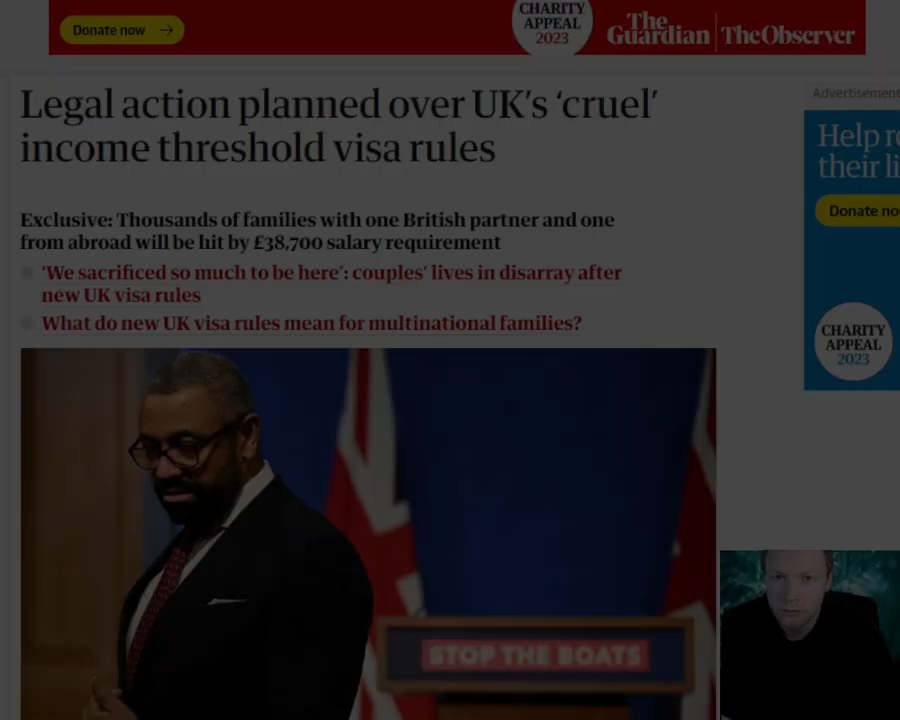 Donate now
CHARITY
APPEAL
2023
The
Guardian
The Observer
Legal action planned over UK’s ‘cruel’
income threshold visa rules
Exclusive: Thousands of families with one British partner and one
from abroad will be hit by £38,700 salary requirement
‘We sacrificed so much to be here’: couples’ lives in disarray after
new UK visa rules
What do new UK visa rules mean for multinational families?
Advertisement
Help
their
Donate
CHARITY
APPEAL
2023
STOP THE BOATS